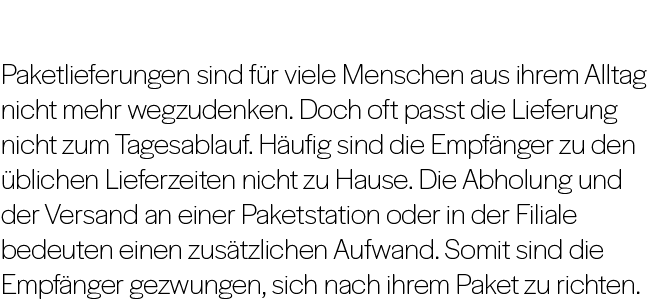 Paketlieferungen sind für viele Menschen aus ihrem Alltag
nicht mehr wegzudenken. Doch oft passt die Lieferung
nicht zum Tagesablauf. Häufig sind die Empfänger zu den
üblichen Lieferzeiten nicht zu Hause. Die Abholung und
der Versand an einer Paketstation oder in der Filiale
bedeuten einen zusätzlichen Aufwand. Somit sind die
Empfänger gezwungen, sich nach ihrem Paket zu richten.